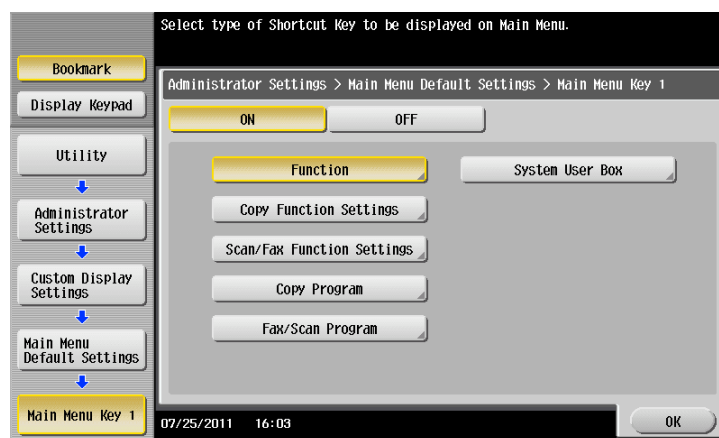 Select type of Shortcut Key to be displayed on Main Menu.
Bookmark
Display Keypad
Utility
Administrator
Settings
Custom Display
Settings
Main Menu
Default Settings
Main Menu Key 1
Administrator Settings > Main Menu Default Settings > Main Menu Key 1
ON
OFF
Function
System User Box
Copy Function Settings
Scan/Fax Function Settings
Copy Program
Fax/Scan Program
07/25/2011 16:03
OK